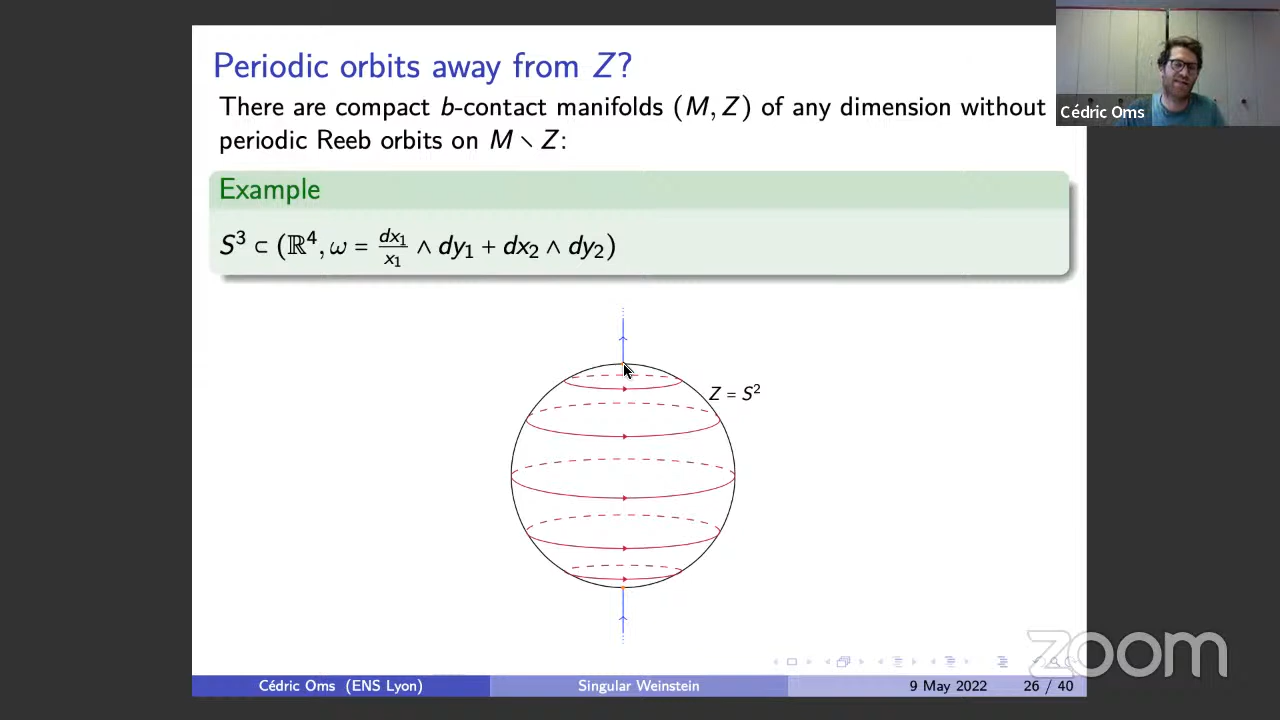 Periodic orbits away from Z?
There are compact b-contact manifolds (M, Z) of any dimension without
periodic Reeb orbits on M ∖ Z:
Cédric Oms
Example
S³ ⊂ (ℝ⁴, ω = dx₁/x₁ ∧ dy₁ + dx₂ ∧ dy₂)
Z = S²
zoom
Cédric Oms (ENS Lyon) Singular Weinstein 9 May 2022 26 / 40